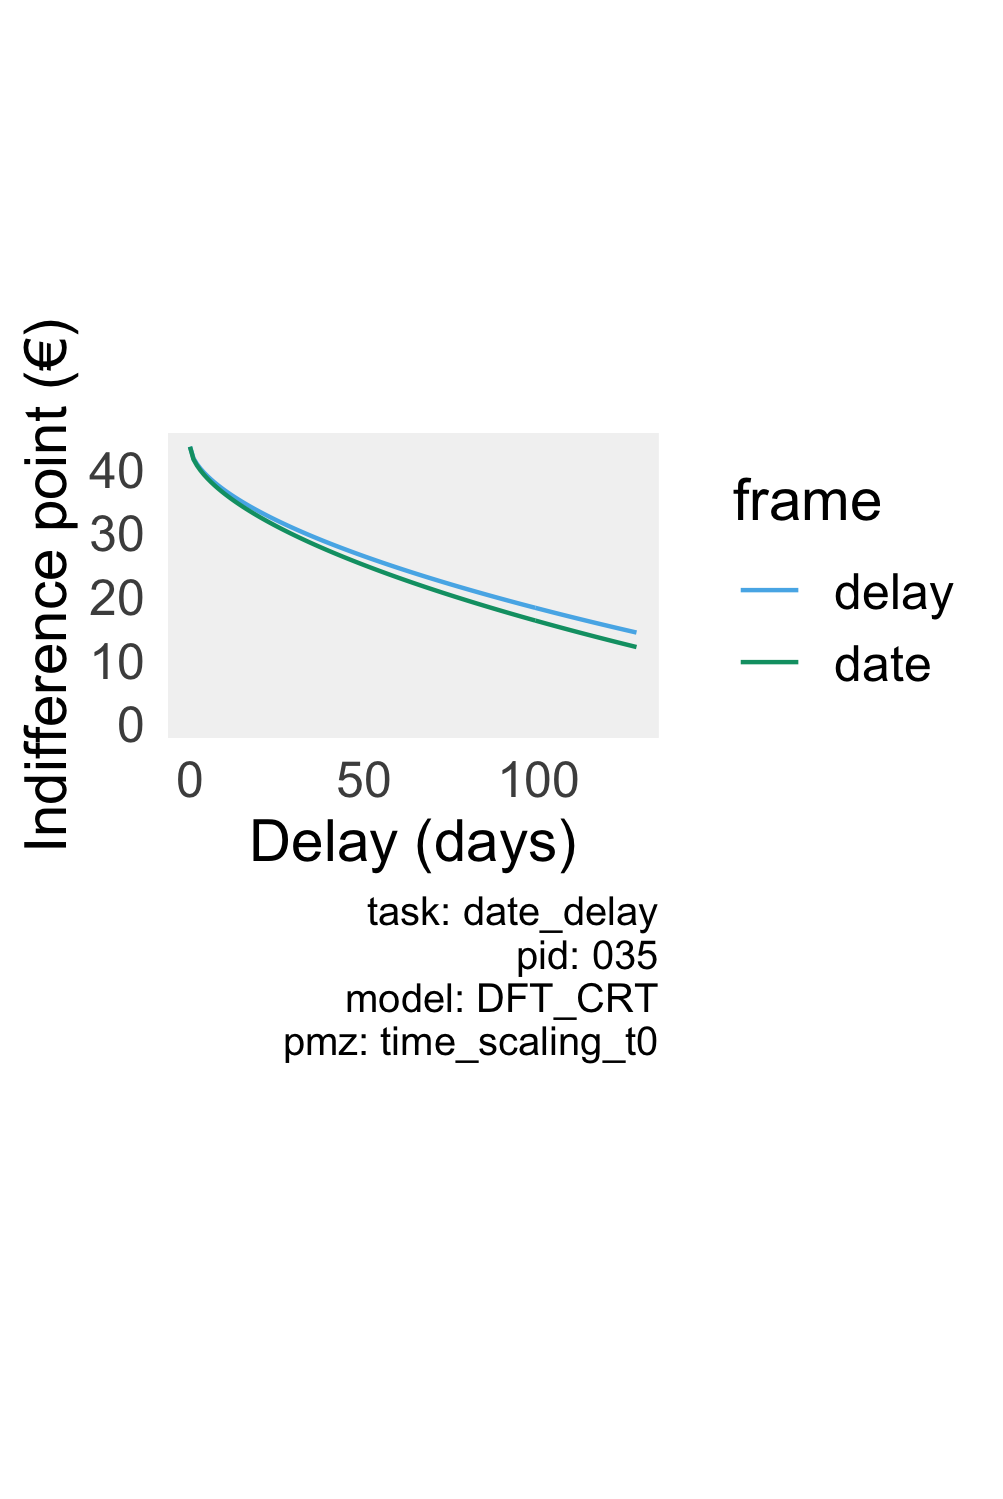 Indifference point (€)
40
30
20
10
0
0 50 100
Delay (days)
frame
delay
date
task: date_delay
pid: 035
model: DFT_CRT
pmz: time_scaling_t0